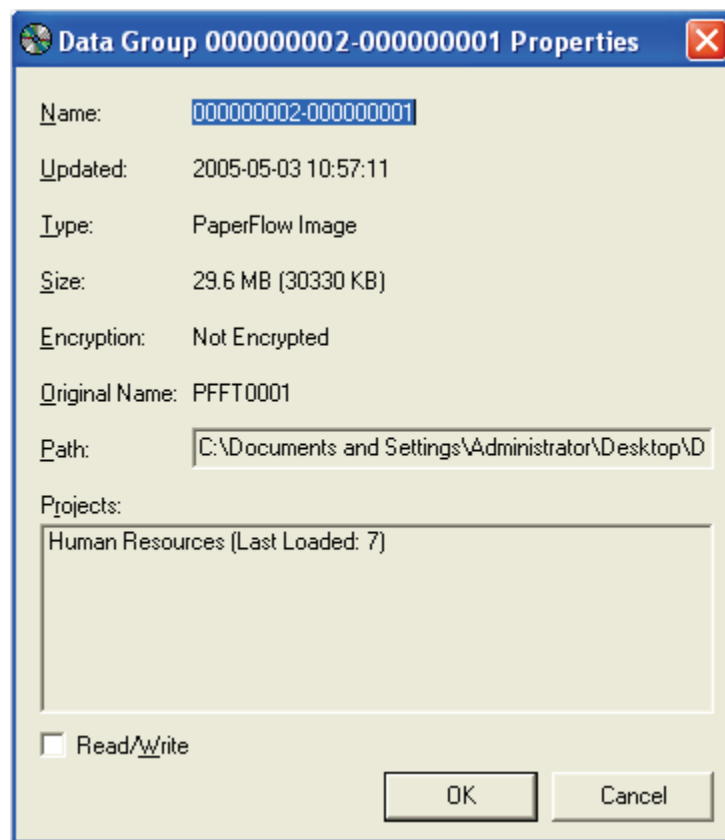 Data Group 000000002-000000001 Properties
Name: 000000002-000000001
Updated: 2005-05-03 10:57:11
Type: PaperFlow Image
Size: 29.6 MB (30330 KB)
Encryption: Not Encrypted
Original Name: PFFT0001
Path: C:\Documents and Settings\Administrator\Desktop\D
Projects:
Human Resources (Last Loaded: 7)
Read/Write
OK Cancel